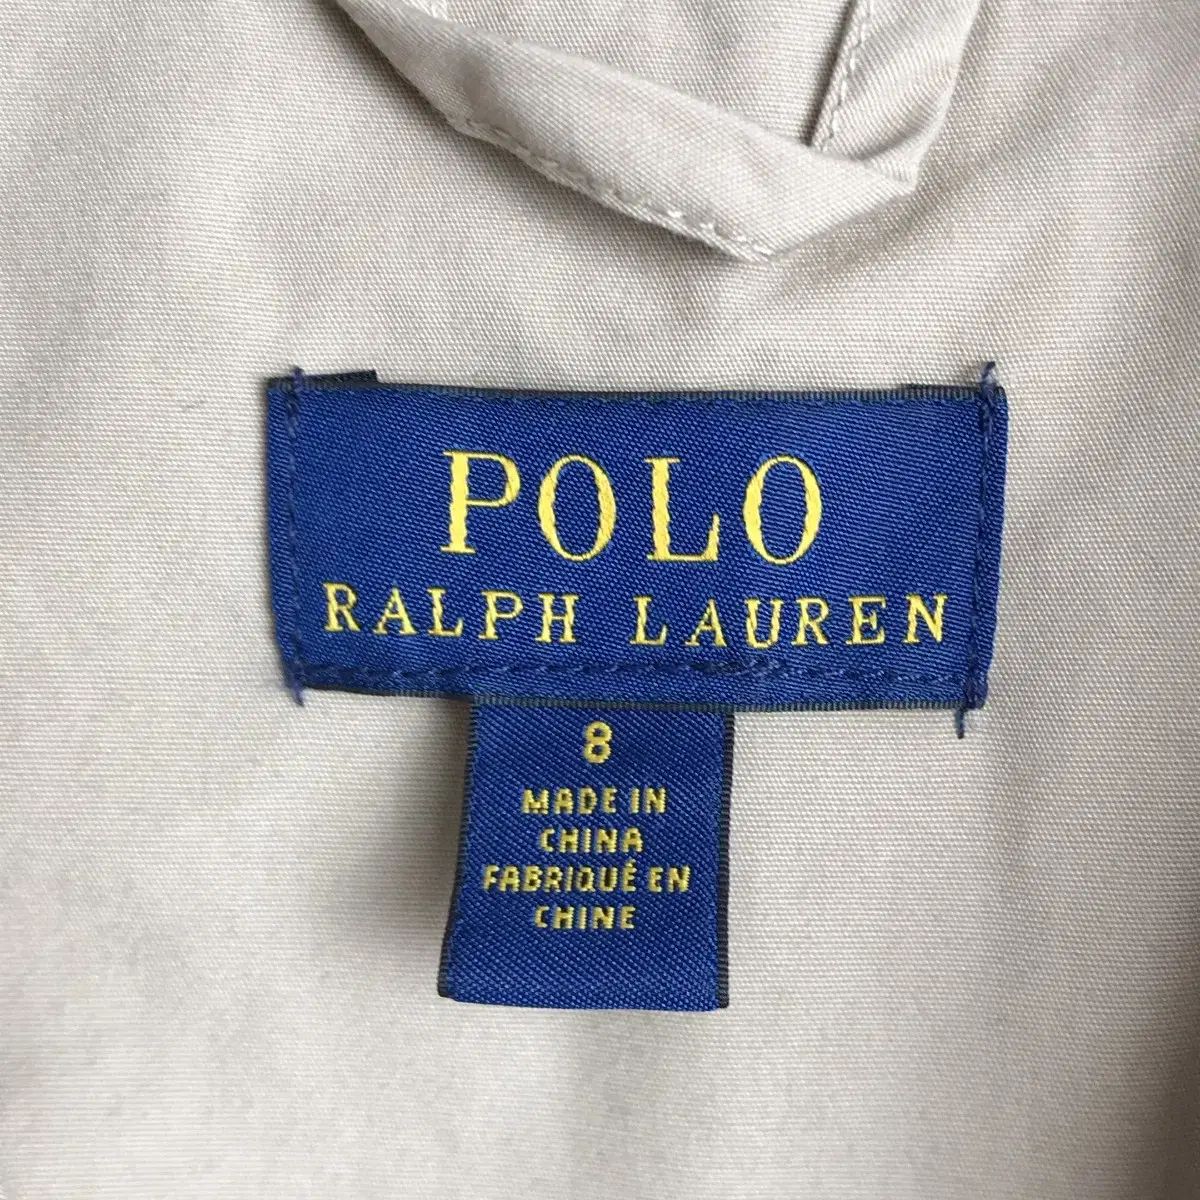 POLO
RALPH LAUREN
8
MADE IN
CHINA
FABRIQUÉ EN
CHINE